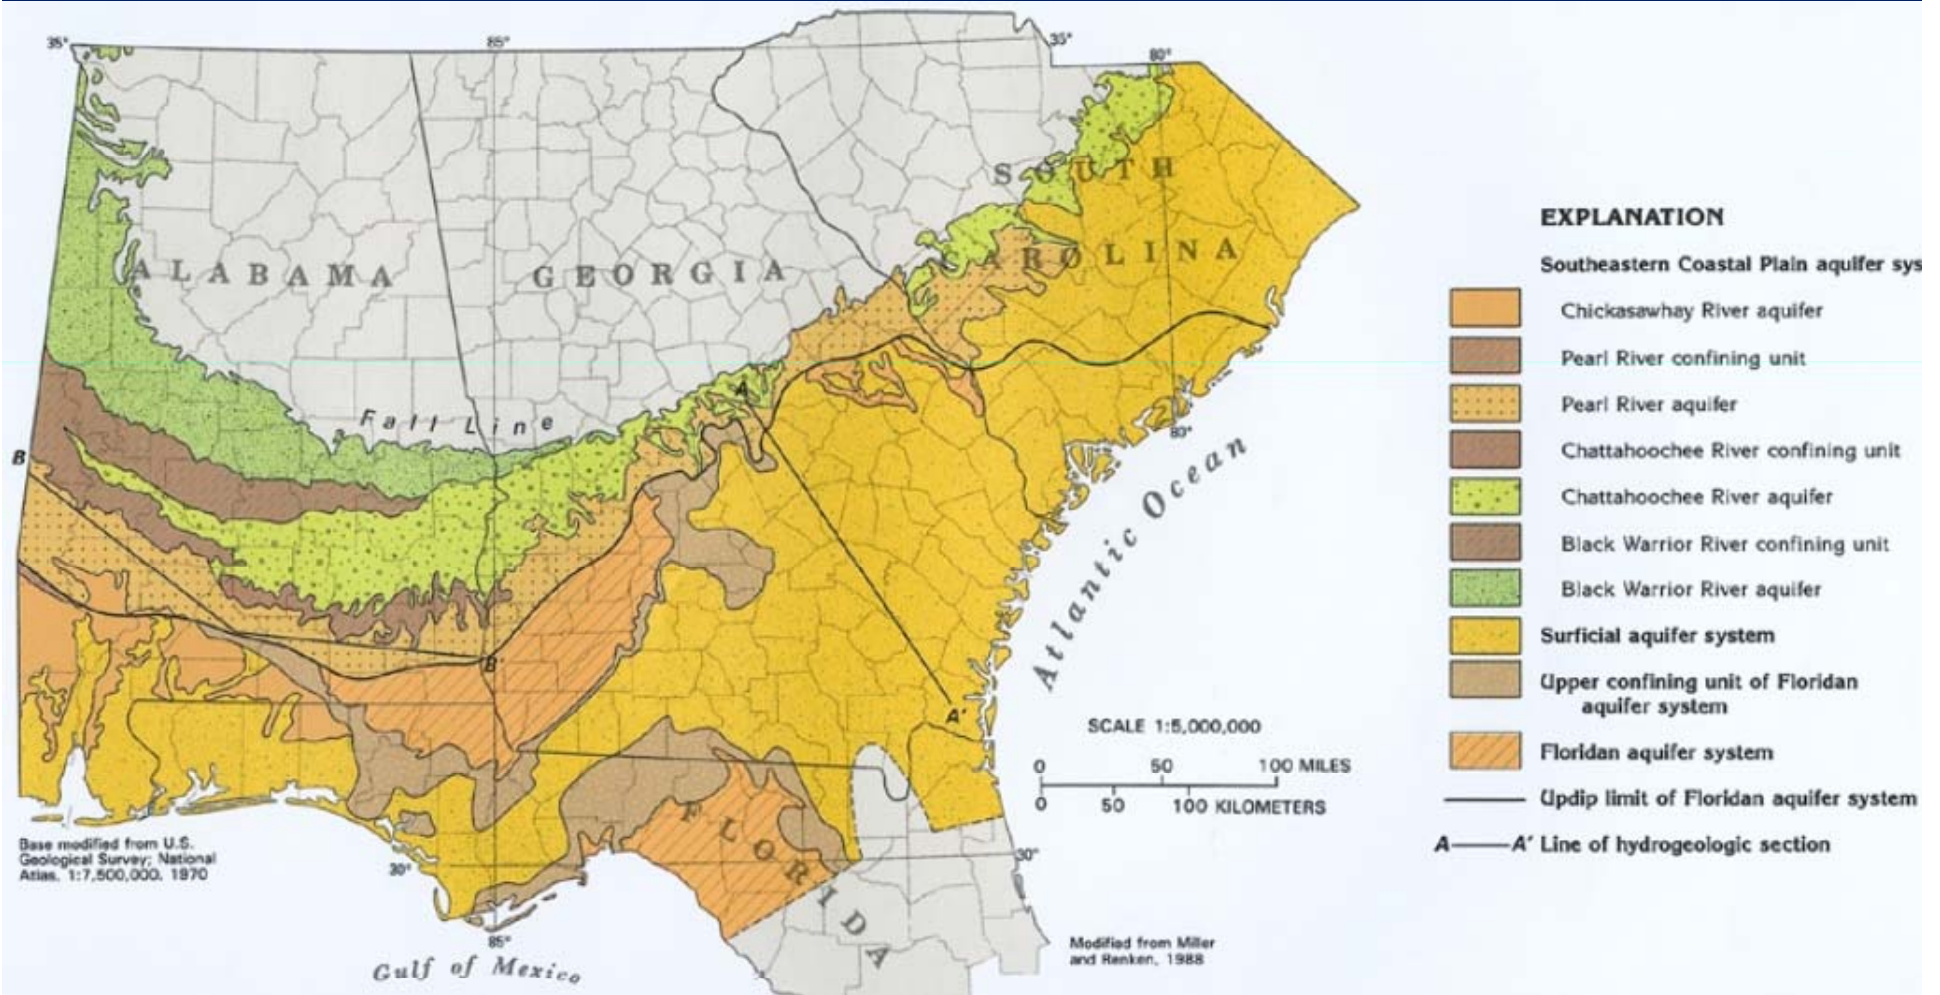 35°
85°
35°
80°
SOUTH
CAROLINA
ALABAMA
GEORGIA
Fall Line
A
B
B'
A'
80°
Atlantic Ocean
FLORIDA
30°
30°
85°
Gulf of Mexico
SCALE 1:5,000,000
0 50 100 MILES
0 50 100 KILOMETERS
Base modified from U.S.
Geological Survey; National
Atlas, 1:7,500,000, 1970
Modified from Miller
and Renken, 1988
EXPLANATION
Southeastern Coastal Plain aquifer sys
Chickasawhay River aquifer
Pearl River confining unit
Pearl River aquifer
Chattahoochee River confining unit
Chattahoochee River aquifer
Black Warrior River confining unit
Black Warrior River aquifer
Surficial aquifer system
Upper confining unit of Floridan
aquifer system
Floridan aquifer system
Updip limit of Floridan aquifer system
A—A' Line of hydrogeologic section